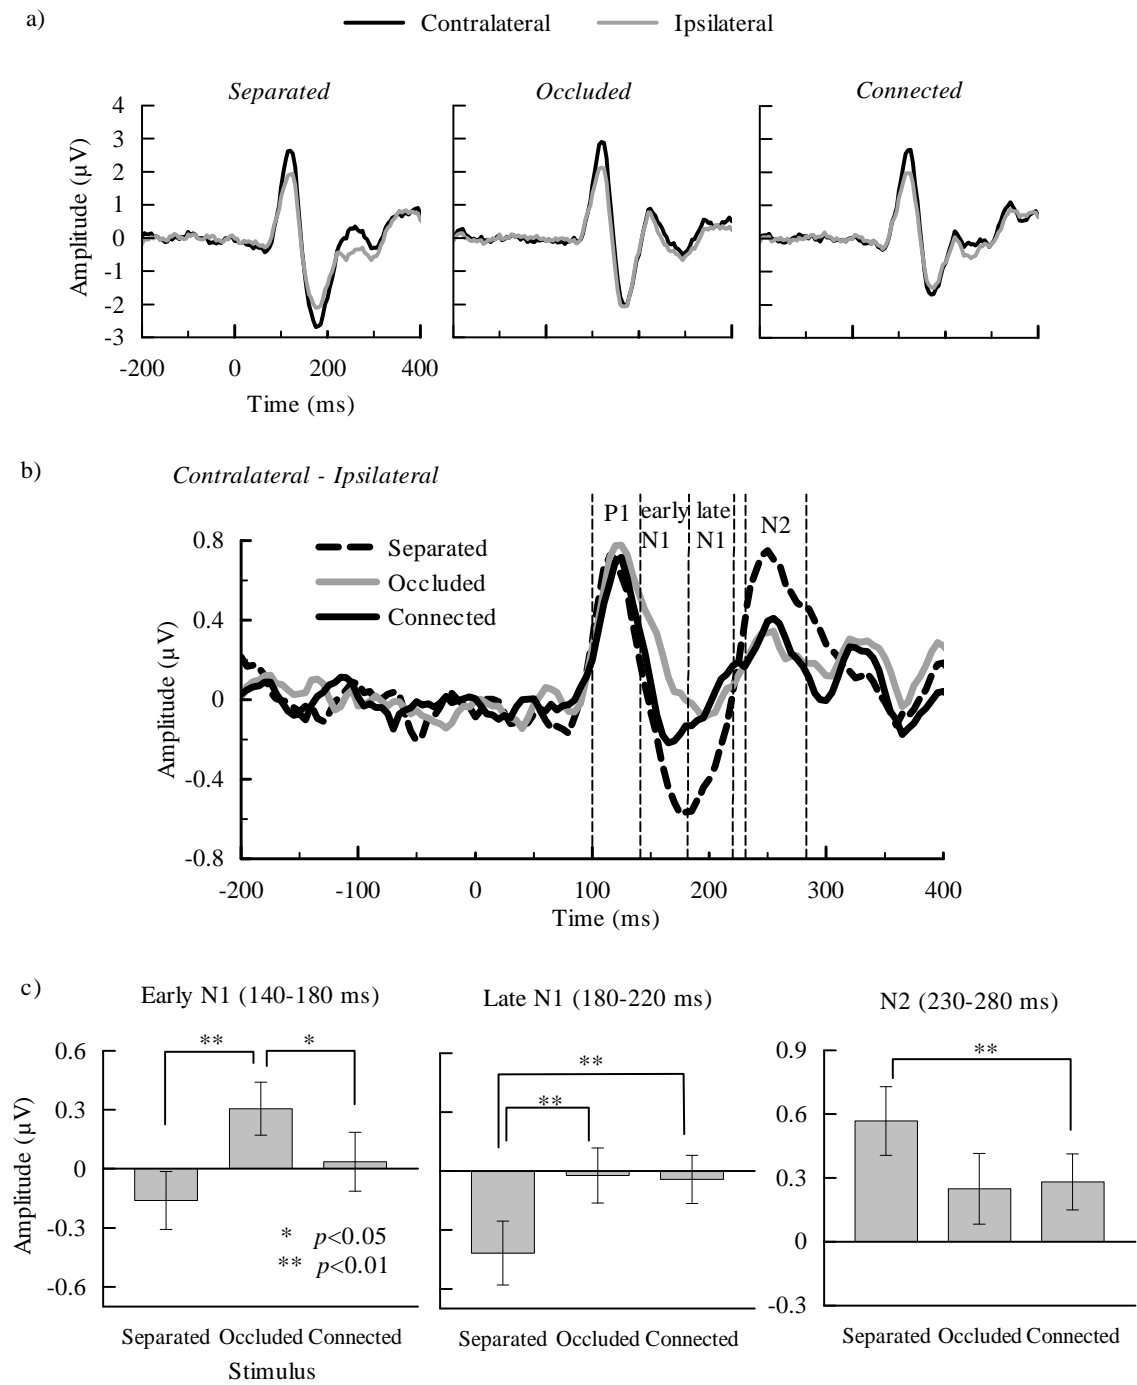 a)
Contralateral Ipsilateral
Separated Occluded Connected
4
3
2
1
0
-1
-2
-3
Amplitude (µV)
-200 0 200 400
Time (ms)
b)
Contralateral - Ipsilateral
P1 early N1 late N1 N2
Separated
Occluded
Connected
0.8
0.4
0
-0.4
-0.8
Amplitude (µV)
-200 -100 0 100 200 300 400
Time (ms)
c)
Early N1 (140-180 ms) Late N1 (180-220 ms) N2 (230-280 ms)
0.6
0.3
0
-0.3
-0.6
Amplitude (µV)
** *
* p<0.05
** p<0.01
Separated Occluded Connected
Stimulus
**
**
Separated Occluded Connected
0.9
0.6
0.3
0
-0.3
**
Separated Occluded Connected